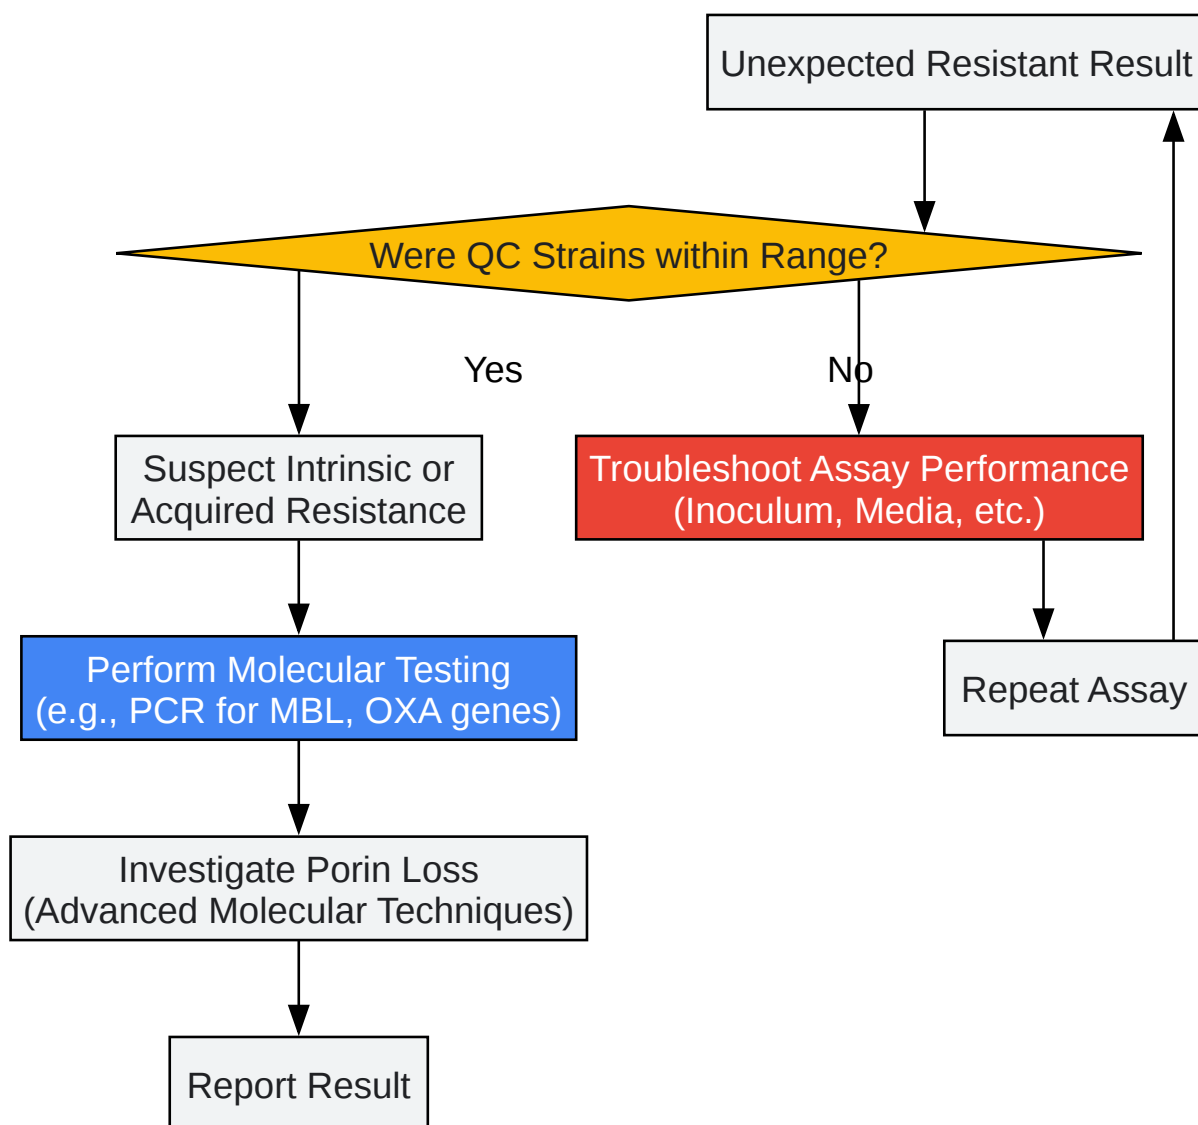 Unexpected Resistant Result
Were QC Strains within Range?
Yes
No
Suspect Intrinsic or
Acquired Resistance
Troubleshoot Assay Performance
(Inoculum, Media, etc.)
Perform Molecular Testing
(e.g., PCR for MBL, OXA genes)
Repeat Assay
Investigate Porin Loss
(Advanced Molecular Techniques)
Report Result